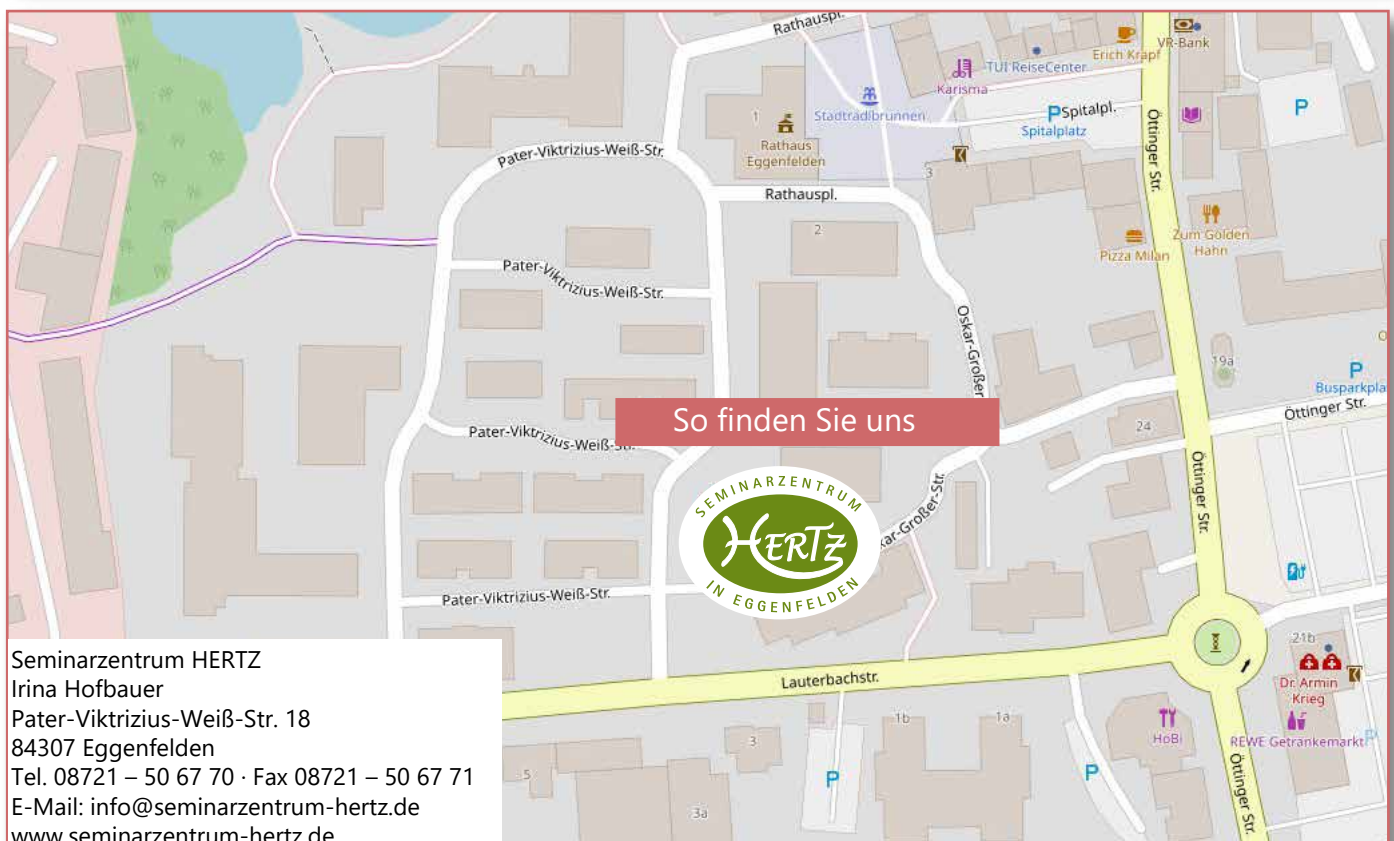 Rathauspl.
VR-Bank
Erich Krapf
TUI ReiseCenter
Karisma
P
Stadtradlbrunnen
P Spitalpl.
Spitalplatz
Öttinger Str.
1
Rathaus
Eggenfelden
Pater-Viktrizius-Weiß-Str.
3
Rathauspl.
2
Zum Golden
Hahn
Pizza Milan
Pater-Viktrizius-Weiß-Str.
Oskar-Großer
19a
P
Busparkpla
Öttinger Str.
So finden Sie uns
24
Pater-Viktrizius-Weiß-Str.
Öttinger Str.
SEMINARZENTRUM
HERTZ
IN EGGENFELDEN
kar-Großer-Str.
Pater-Viktrizius-Weiß-Str.
21b
Dr. Armin
Krieg
Lauterbachstr.
1b
1a
HoBi
REWE Getränkemarkt
P
3
5
P
P
3a
Öttinger Str.
Seminarzentrum HERTZ
Irina Hofbauer
Pater-Viktrizius-Weiß-Str. 18
84307 Eggenfelden
Tel. 08721 – 50 67 70 · Fax 08721 – 50 67 71
E-Mail: info@seminarzentrum-hertz.de
www.seminarzentrum-hertz.de